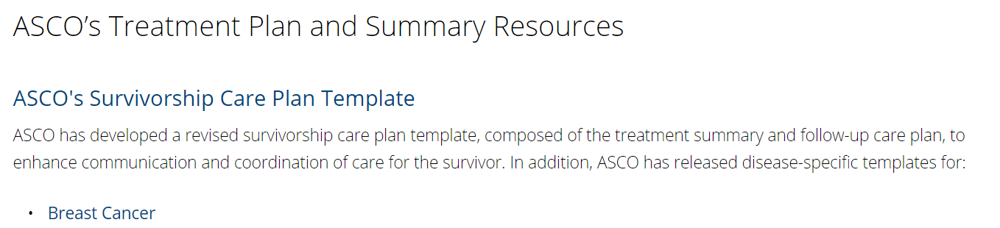 ASCO’s Treatment Plan and Summary Resources
ASCO's Survivorship Care Plan Template
ASCO has developed a revised survivorship care plan template, composed of the treatment summary and follow-up care plan, to
enhance communication and coordination of care for the survivor. In addition, ASCO has released disease-specific templates for:
• Breast Cancer